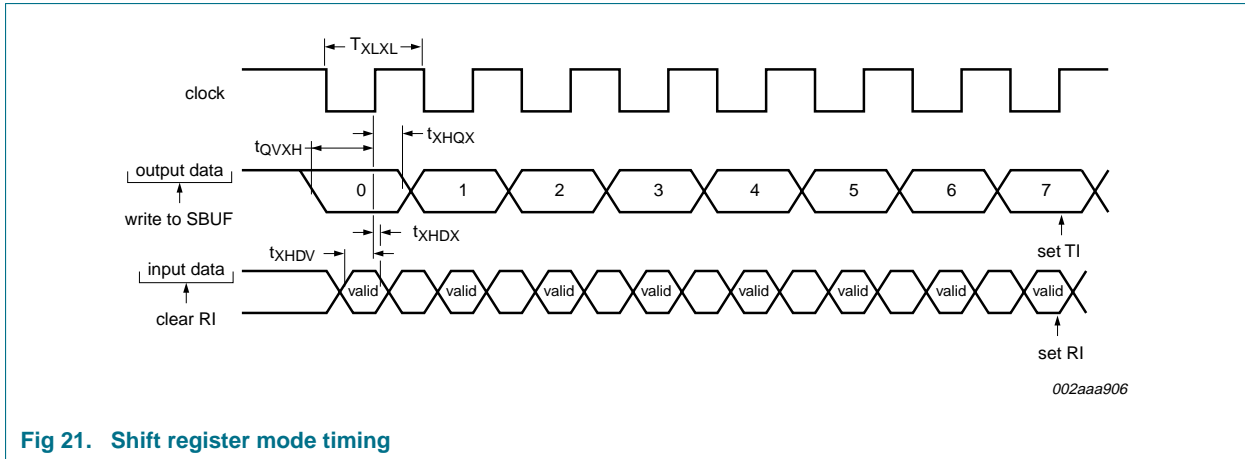 TXLXL
clock
tXHQX
tQVXH
output data
0 1 2 3 4 5 6 7
write to SBUF
tXHDX
set TI
tXHDV
input data
valid valid valid valid valid valid valid valid
clear RI
set RI
002aaa906
Fig 21. Shift register mode timing